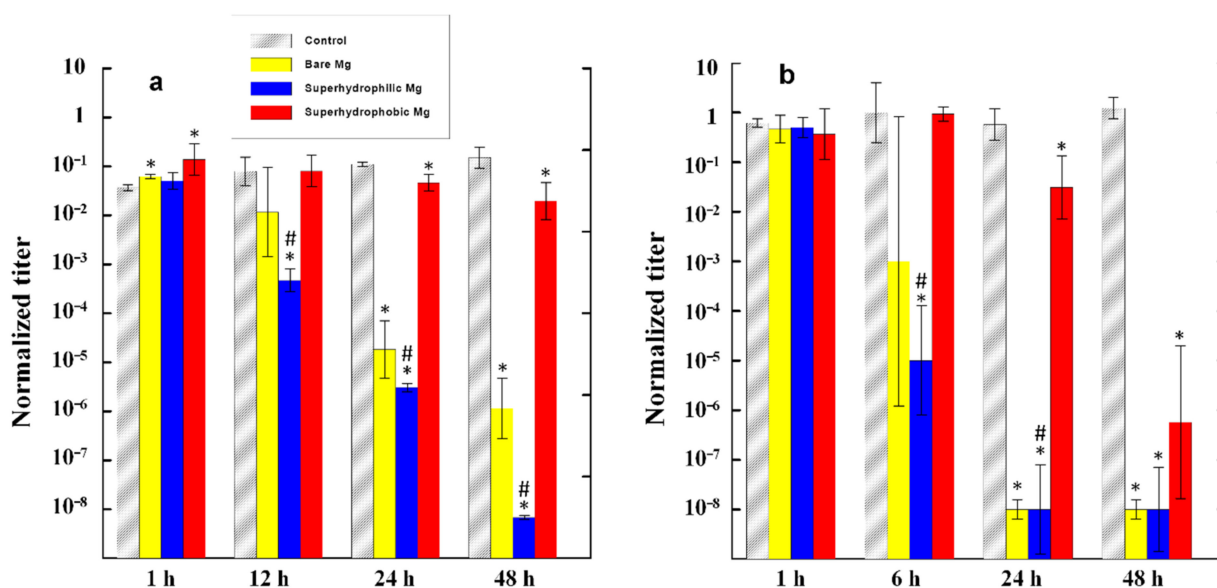 Control
Bare Mg
Superhydrophilic Mg
Superhydrophobic Mg
a
Normalized titer
10
1
10⁻¹
10⁻²
10⁻³
10⁻⁴
10⁻⁵
10⁻⁶
10⁻⁷
10⁻⁸
* *
# *
* # * *
* # * *
1 h 12 h 24 h 48 h
b
Normalized titer
10
1
10⁻¹
10⁻²
10⁻³
10⁻⁴
10⁻⁵
10⁻⁶
10⁻⁷
10⁻⁸
# *
* # * *
* * *
1 h 6 h 24 h 48 h